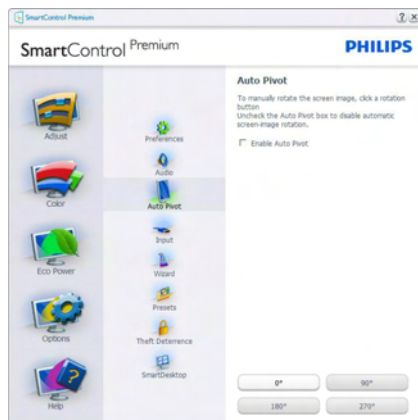 SmartControl Premium
SmartControl Premium
PHILIPS
Adjust
Color
Eco Power
Options
Help
Preferences
Audio
Auto Pivot
Input
Wizard
Presets
Theft Deterrence
SmartDesktop
Auto Pivot
To manually rotate the screen image, click a rotation
button
Uncheck the Auto Pivot box to disable automatic
screen-image rotation.
Enable Auto Pivot
0°
90°
180°
270°